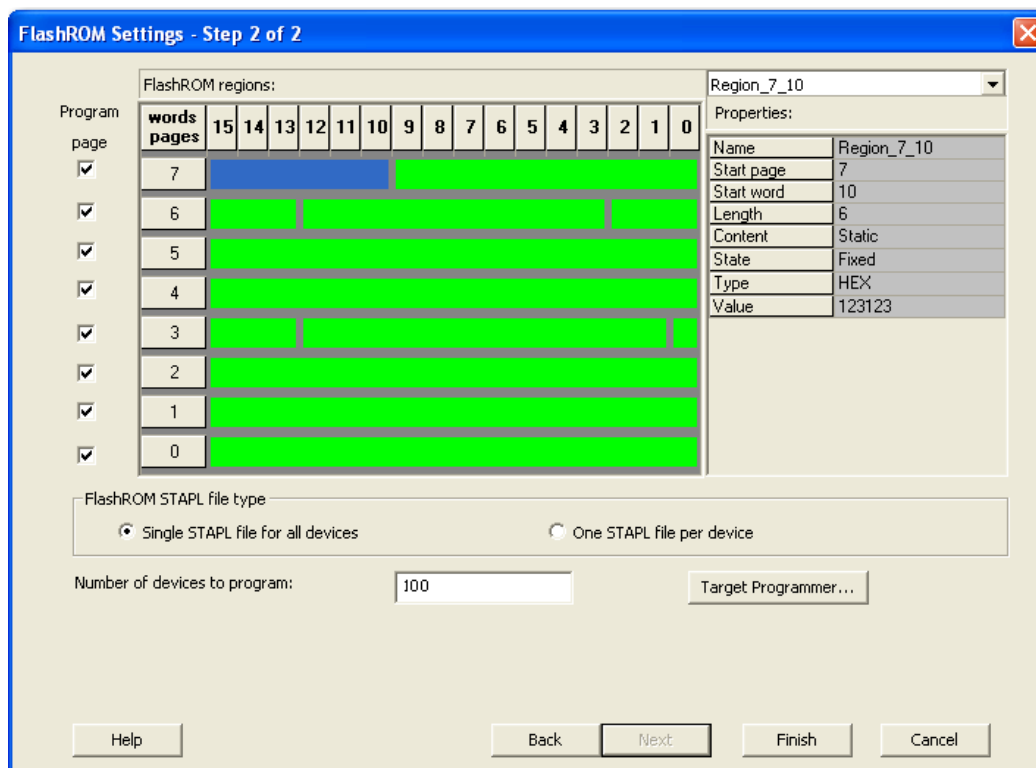 FlashROM Settings - Step 2 of 2
FlashROM regions:
Region_7_10
Program
page
words
pages
15 14 13 12 11 10 9 8 7 6 5 4 3 2 1 0
Properties:
7
6
5
4
3
2
1
0
Name Region_7_10
Start page 7
Start word 10
Length 6
Content Static
State Fixed
Type HEX
Value 123123
FlashROM STAPL file type
Single STAPL file for all devices One STAPL file per device
Number of devices to program: 100 Target Programmer...
Help Back Next Finish Cancel